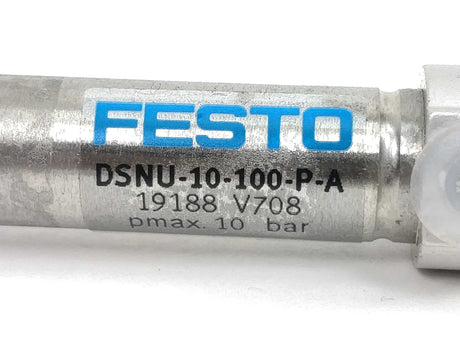 FESTO
DSNU-10-100-P-A
19188 V708
pmax. 10 bar